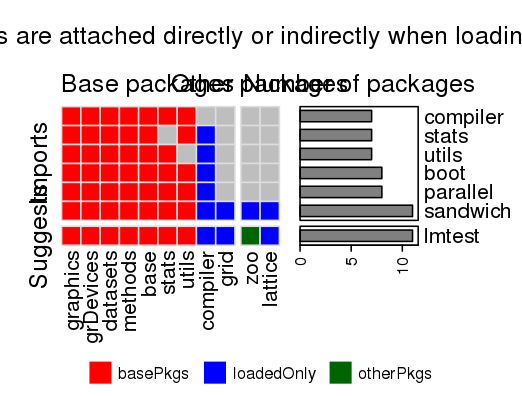 s are attached directly or indirectly when loadin
Base packages
Other packages
Number of packages
Imports
Suggests
compiler
stats
utils
boot
parallel
sandwich
lmtest
graphics
grDevices
datasets
methods
base
stats
utils
compiler
grid
zoo
lattice
0
5
10
basePkgs
loadedOnly
otherPkgs